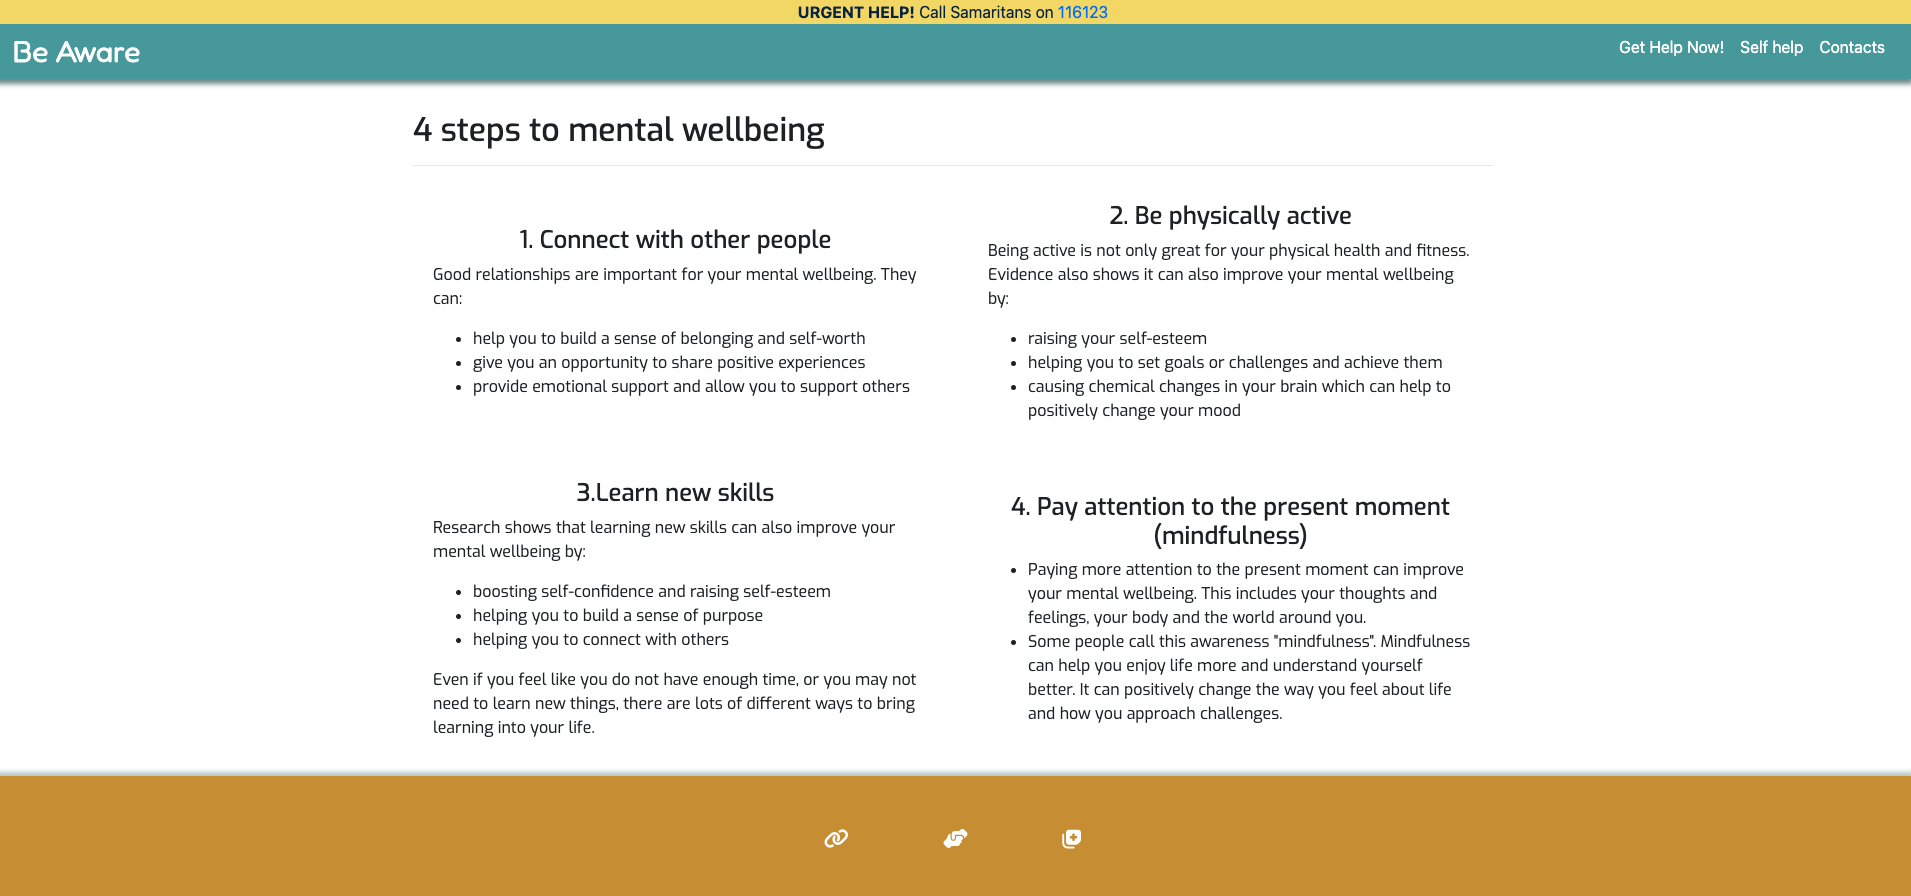 URGENT HELP! Call Samaritans on 116123
Be Aware
Get Help Now! Self help Contacts
4 steps to mental wellbeing
1. Connect with other people
Good relationships are important for your mental wellbeing. They
can:
help you to build a sense of belonging and self-worth
give you an opportunity to share positive experiences
provide emotional support and allow you to support others
2. Be physically active
Being active is not only great for your physical health and fitness.
Evidence also shows it can also improve your mental wellbeing
by:
raising your self-esteem
helping you to set goals or challenges and achieve them
causing chemical changes in your brain which can help to
positively change your mood
3.Learn new skills
Research shows that learning new skills can also improve your
mental wellbeing by:
boosting self-confidence and raising self-esteem
helping you to build a sense of purpose
helping you to connect with others
Even if you feel like you do not have enough time, or you may not
need to learn new things, there are lots of different ways to bring
learning into your life.
4. Pay attention to the present moment
(mindfulness)
Paying more attention to the present moment can improve
your mental wellbeing. This includes your thoughts and
feelings, your body and the world around you.
Some people call this awareness "mindfulness". Mindfulness
can help you enjoy life more and understand yourself
better. It can positively change the way you feel about life
and how you approach challenges.